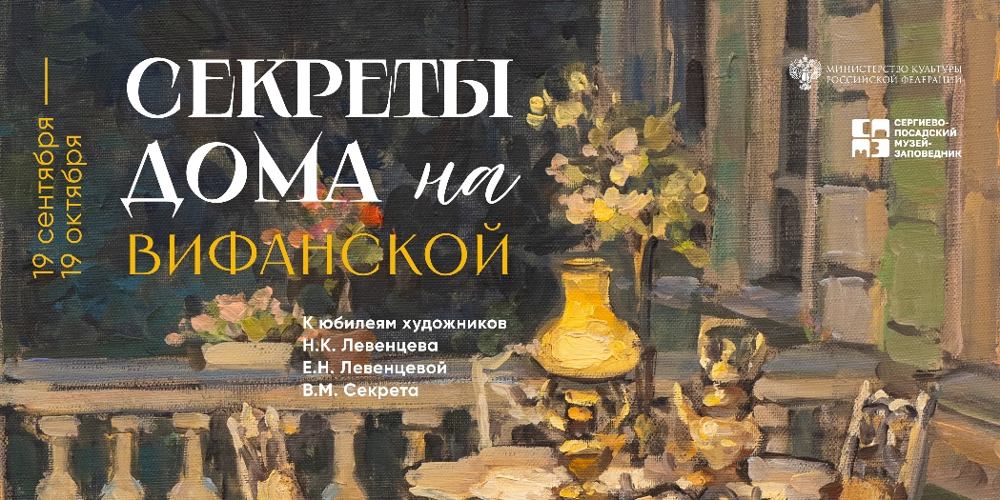 19 сентября —
19 октября
СЕКРЕТЫ
ДОМА на
ВИФАНСКОЙ
К юбилеям художников
Н.К. Левенцева
Е.Н. Левенцевой
В.М. Секрета
МИНИСТЕРСТВО КУЛЬТУРЫ
РОССИЙСКОЙ ФЕДЕРАЦИИ
СПМЗ
СЕРГИЕВО-
ПОСАДСКИЙ
МУЗЕЙ-
ЗАПОВЕДНИК